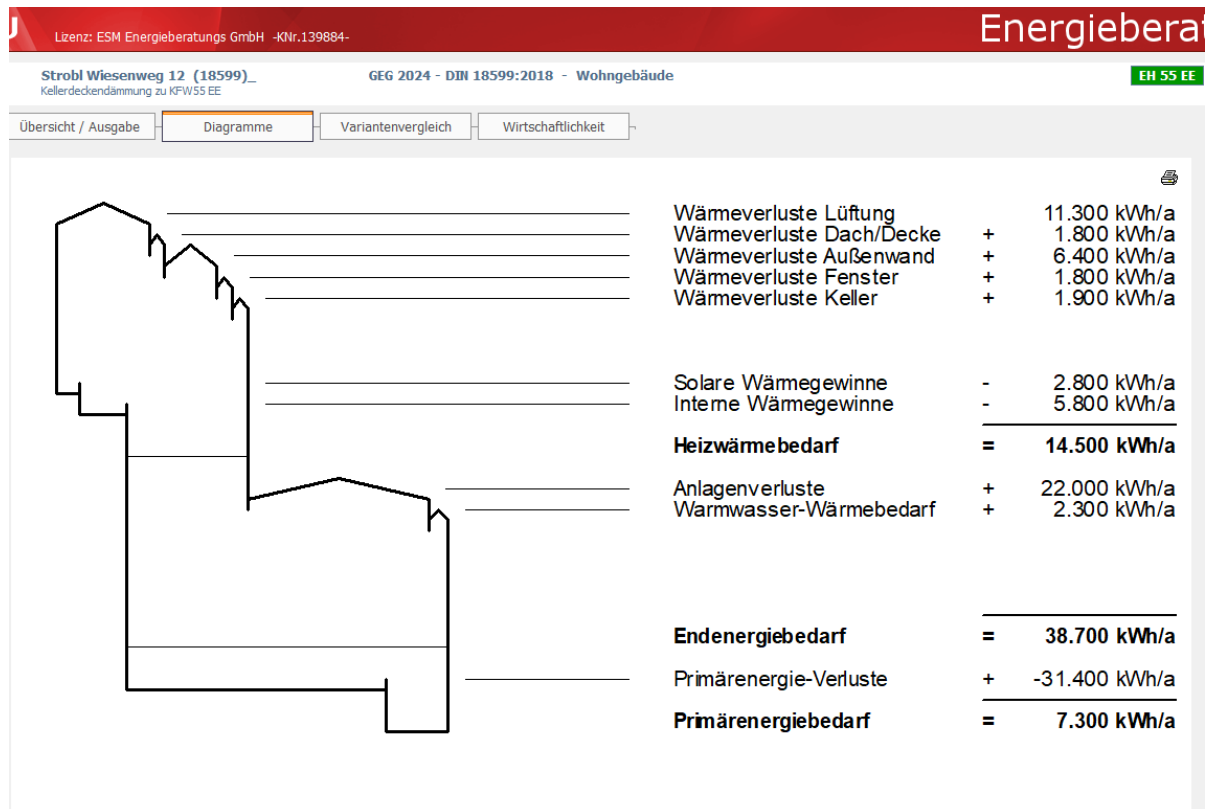 Lizenz: ESM Energieberatungs GmbH -KNr.139884-
Energieberat
Strobl Wiesenweg 12 (18599)_
GEG 2024 - DIN 18599:2018 - Wohngebäude
EH 55 EE
Kellerdeckendämmung zu KFW55 EE
Übersicht / Ausgabe
Diagramme
Variantenvergleich
Wirtschaftlichkeit
Wärmeverluste Lüftung 11.300 kWh/a
Wärmeverluste Dach/Decke + 1.800 kWh/a
Wärmeverluste Außenwand + 6.400 kWh/a
Wärmeverluste Fenster + 1.800 kWh/a
Wärmeverluste Keller + 1.900 kWh/a
Solare Wärmegewinne - 2.800 kWh/a
Interne Wärmegewinne - 5.800 kWh/a
Heizwärmebedarf = 14.500 kWh/a
Anlagenverluste + 22.000 kWh/a
Warmwasser-Wärmebedarf + 2.300 kWh/a
Endenergiebedarf = 38.700 kWh/a
Primärenergie-Verluste + -31.400 kWh/a
Primärenergiebedarf = 7.300 kWh/a